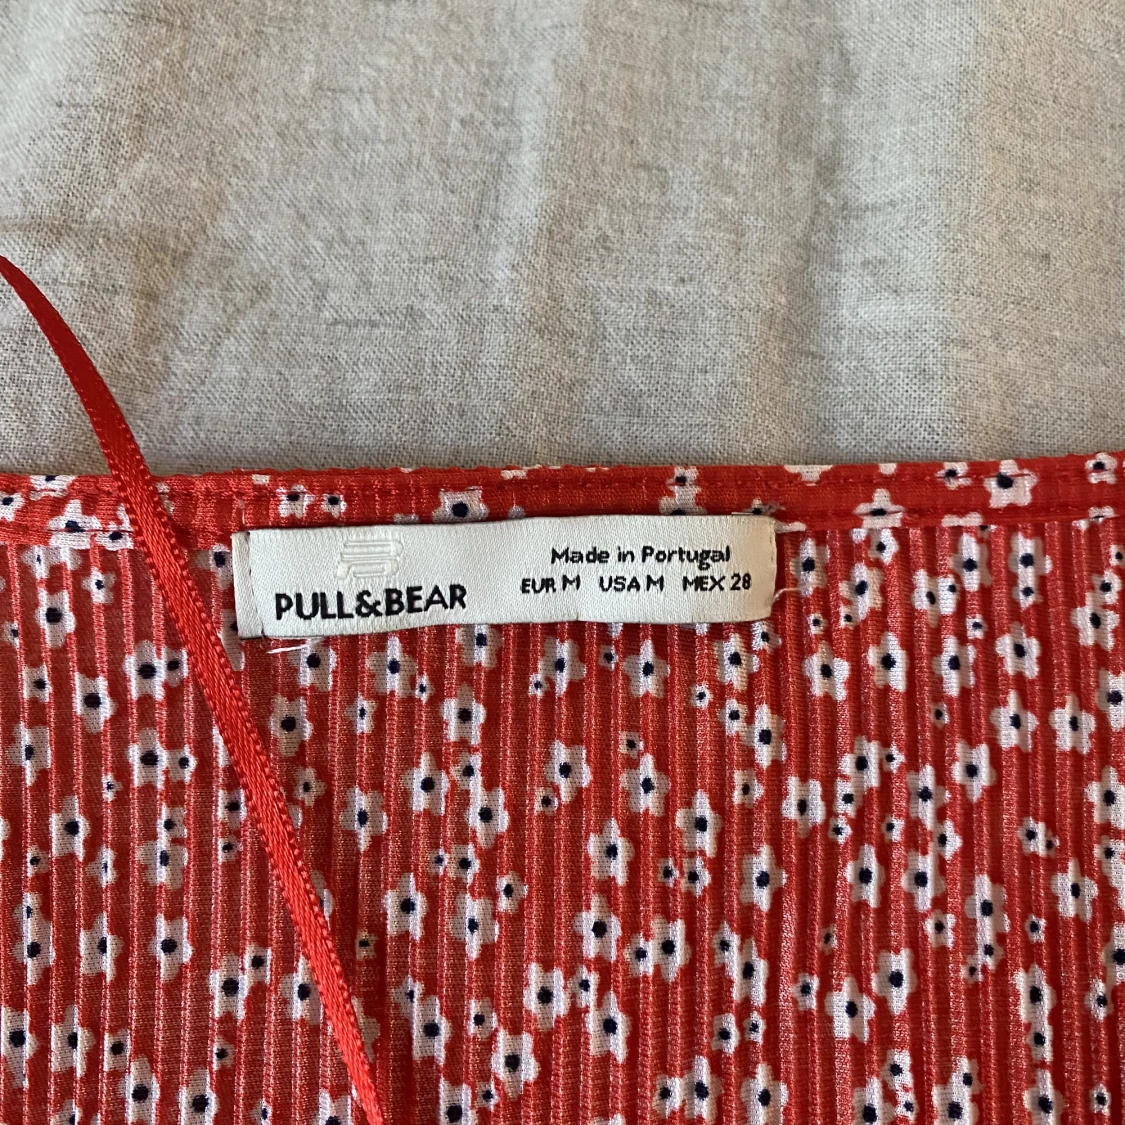 PULL&BEAR
Made in Portugal
EUR M USA M MEX 28